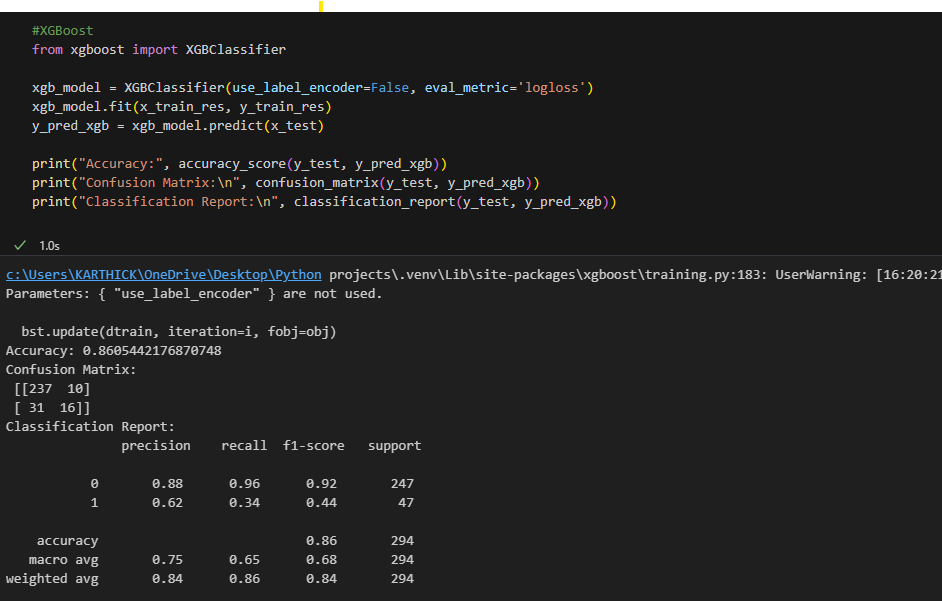 #XGBoost
from xgboost import XGBClassifier
xgb_model = XGBClassifier(use_label_encoder=False, eval_metric='logloss')
xgb_model.fit(x_train_res, y_train_res)
y_pred_xgb = xgb_model.predict(x_test)
print("Accuracy:", accuracy_score(y_test, y_pred_xgb))
print("Confusion Matrix:\n", confusion_matrix(y_test, y_pred_xgb))
print("Classification Report:\n", classification_report(y_test, y_pred_xgb))
1.0s
c:\Users\KARTHICK\OneDrive\Desktop\Python projects\.venv\Lib\site-packages\xgboost\training.py:183: UserWarning: [16:20:21
Parameters: { "use_label_encoder" } are not used.
bst.update(dtrain, iteration=i, fobj=obj)
Accuracy: 0.8605442176870748
Confusion Matrix:
[[237  10]
[ 31  16]]
Classification Report:
precision    recall  f1-score   support
0       0.88      0.96      0.92       247
1       0.62      0.34      0.44        47
accuracy                           0.86       294
macro avg       0.75      0.65      0.68       294
weighted avg       0.84      0.86      0.84       294